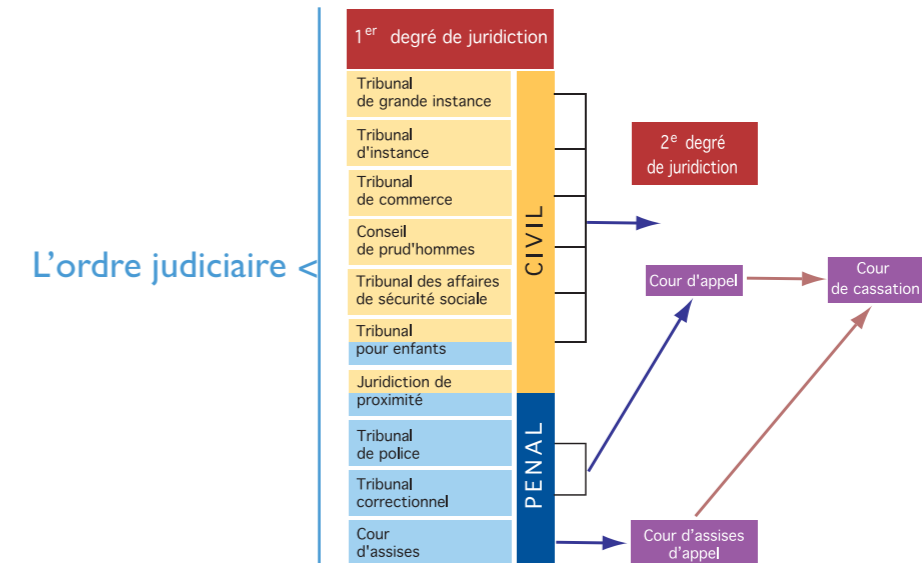 L'ordre judiciaire <
1er degré de juridiction
Tribunal
de grande instance
Tribunal
d'instance
Tribunal
de commerce
Conseil
de prud'hommes
Tribunal des affaires
de sécurité sociale
Tribunal
pour enfants
Juridiction de
proximité
Tribunal
de police
Tribunal
correctionnel
Cour
d'assises
CIVIL
PENAL
2e degré
de juridiction
Cour d'appel
Cour
de cassation
Cour d'assises
d'appel